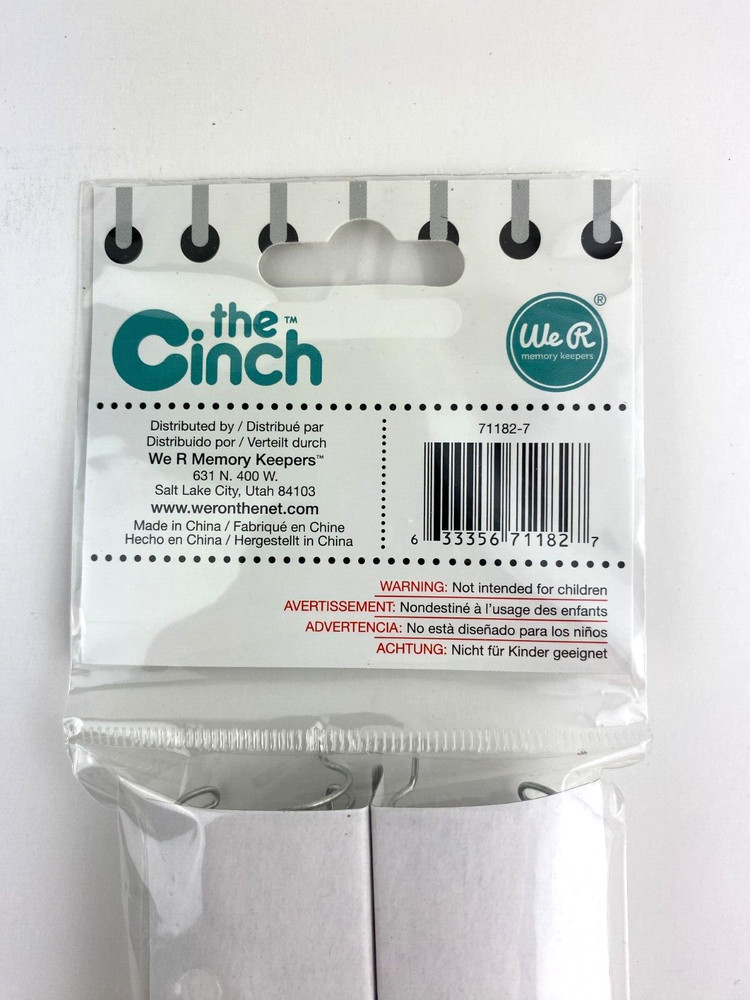 the™
Cinch
We R®
memory keepers
Distributed by / Distribué par
Distribuido por / Verteilt durch
We R Memory Keepers™
631 N. 400 W.
Salt Lake City, Utah 84103
www.weronthenet.com
Made in China / Fabriqué en Chine
Hecho en China / Hergestellt in China
71182-7
6 33356 71182 7
WARNING: Not intended for children
AVERTISSEMENT: Nondestiné à l'usage des enfants
ADVERTENCIA: No està diseñado para los niños
ACHTUNG: Nicht für Kinder geeignet